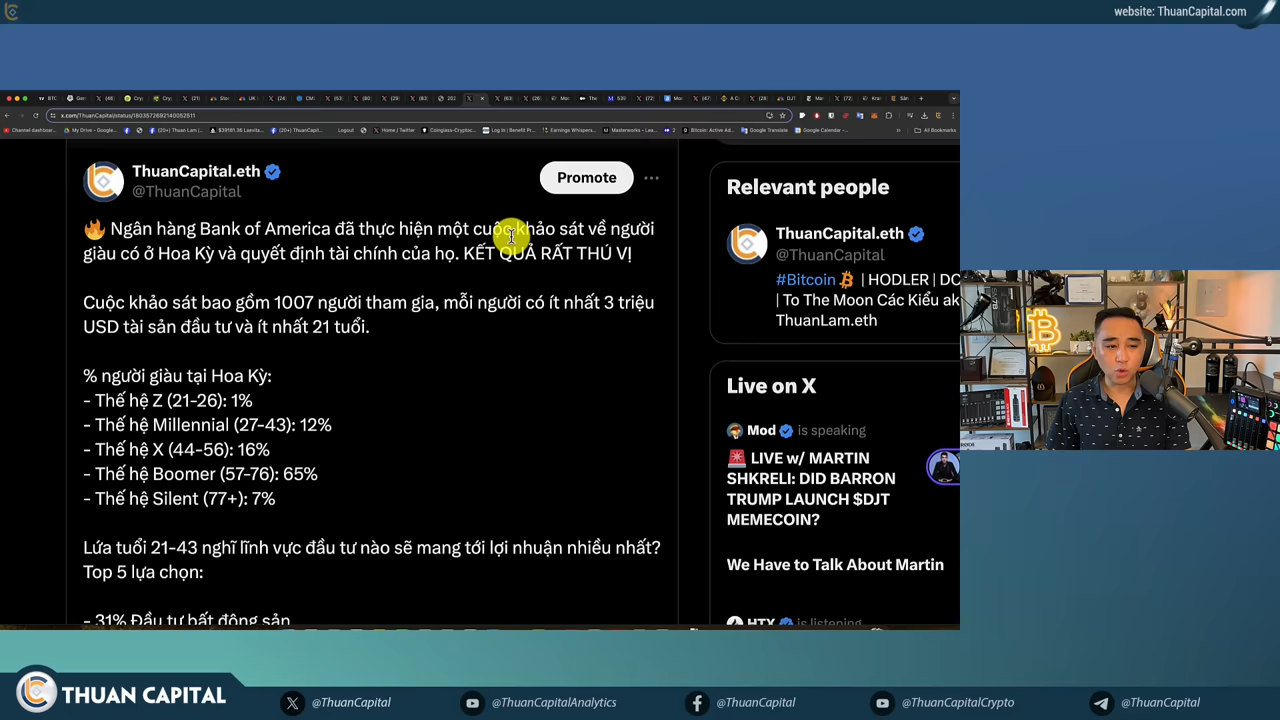 website: ThuanCapital.com
x.com/ThuanCapital/status/1803572692140052511
ThuanCapital.eth
@ThuanCapital
Promote
🔥 Ngân hàng Bank of America đã thực hiện một cuộc khảo sát về người
giàu có ở Hoa Kỳ và quyết định tài chính của họ. KẾT QUẢ RẤT THÚ VỊ
Cuộc khảo sát bao gồm 1007 người tham gia, mỗi người có ít nhất 3 triệu
USD tài sản đầu tư và ít nhất 21 tuổi.
% người giàu tại Hoa Kỳ:
- Thế hệ Z (21-26): 1%
- Thế hệ Millennial (27-43): 12%
- Thế hệ X (44-56): 16%
- Thế hệ Boomer (57-76): 65%
- Thế hệ Silent (77+): 7%
Lứa tuổi 21-43 nghĩ lĩnh vực đầu tư nào sẽ mang tới lợi nhuận nhiều nhất?
Top 5 lựa chọn:
- 31% Đầu tư bất động sản
Relevant people
ThuanCapital.eth
@ThuanCapital
#Bitcoin | HODLER | DC
| To The Moon Các Kiểu ak
ThuanLam.eth
Live on X
Mod is speaking
🚨 LIVE w/ MARTIN
SHKRELI: DID BARRON
TRUMP LAUNCH $DJT
MEMECOIN?
We Have to Talk About Martin
HTX is listening
THUAN CAPITAL
@ThuanCapital
@ThuanCapitalAnalytics
@ThuanCapital
@ThuanCapitalCrypto
@ThuanCapital